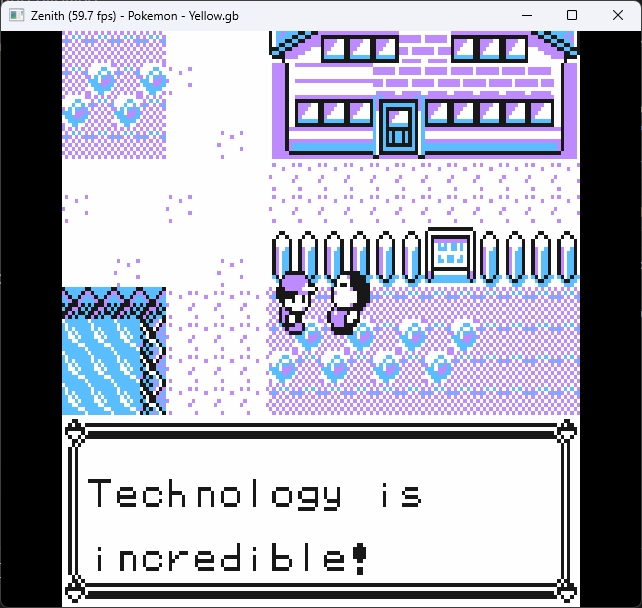 Zenith (59.7 fps) - Pokemon - Yellow.gb
Technology is
incredible!